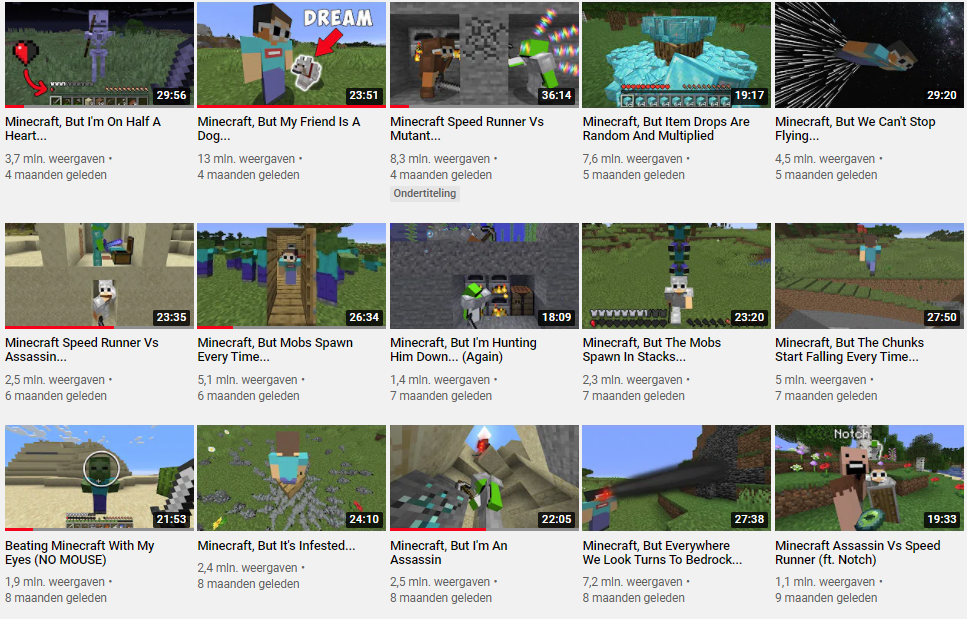 DREAM
29:56
23:51
36:14
19:17
29:20
Minecraft, But I'm On Half A
Heart...
3,7 mln. weergaven •
4 maanden geleden
Minecraft, But My Friend Is A
Dog...
13 mln. weergaven •
4 maanden geleden
Minecraft Speed Runner Vs
Mutant...
8,3 mln. weergaven •
4 maanden geleden
Ondertiteling
Minecraft, But Item Drops Are
Random And Multiplied
7,6 mln. weergaven •
5 maanden geleden
Minecraft, But We Can't Stop
Flying...
4,5 mln. weergaven •
5 maanden geleden
23:35
26:34
18:09
23:20
27:50
Minecraft Speed Runner Vs
Assassin...
2,5 mln. weergaven •
6 maanden geleden
Minecraft, But Mobs Spawn
Every Time...
5,1 mln. weergaven •
6 maanden geleden
Minecraft, But I'm Hunting
Him Down... (Again)
1,4 mln. weergaven •
7 maanden geleden
Minecraft, But The Mobs
Spawn In Stacks...
2,3 mln. weergaven •
7 maanden geleden
Minecraft, But The Chunks
Start Falling Every Time...
5 mln. weergaven •
7 maanden geleden
Notch
21:53
24:10
22:05
27:38
19:33
Beating Minecraft With My
Eyes (NO MOUSE)
1,9 mln. weergaven •
8 maanden geleden
Minecraft, But It's Infested...
2,4 mln. weergaven •
8 maanden geleden
Minecraft, But I'm An
Assassin
2,5 mln. weergaven •
8 maanden geleden
Minecraft, But Everywhere
We Look Turns To Bedrock...
7,2 mln. weergaven •
8 maanden geleden
Minecraft Assassin Vs Speed
Runner (ft. Notch)
1,1 mln. weergaven •
9 maanden geleden